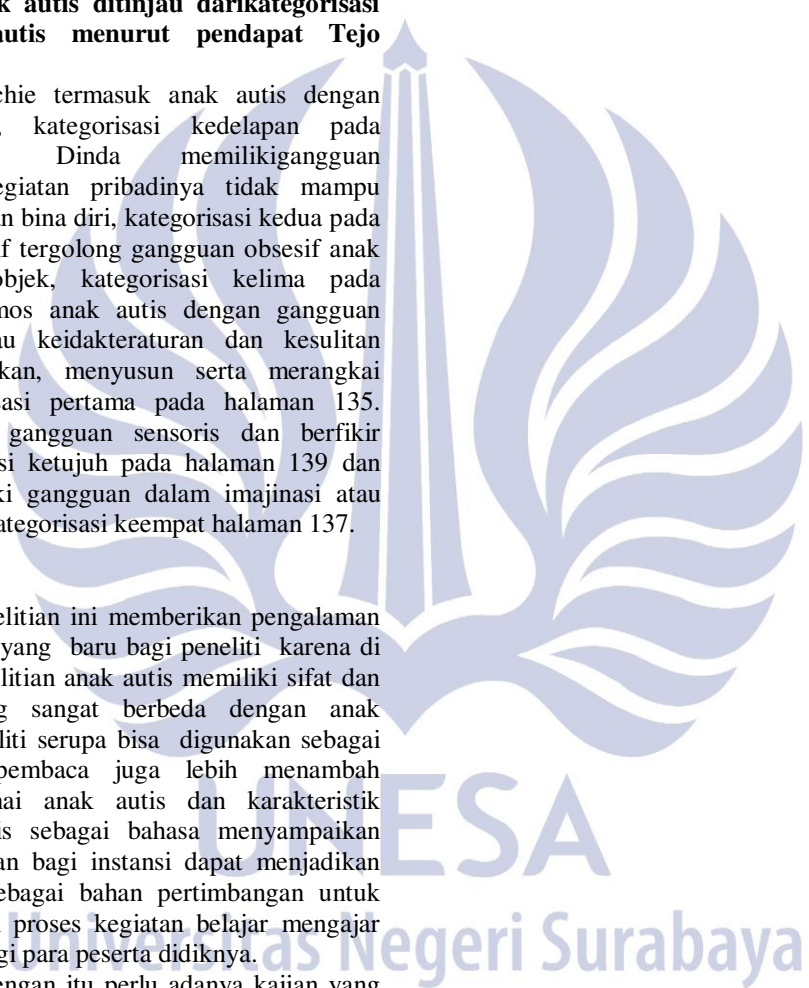 k autis ditinjau darikategorisasi
autis menurut pendapat Tejo
chie termasuk anak autis dengan
kategorisasi kedelapan pada
Dinda memilikigangguan
egiatan pribadinya tidak mampu
n bina diri, kategorisasi kedua pada
if tergolong gangguan obsesif anak
objek, kategorisasi kelima pada
mos anak autis dengan gangguan
au keidakteraturan dan kesulitan
kan, menyusun serta merangkai
sasi pertama pada halaman 135.
gangguan sensoris dan berfikir
si ketujuh pada halaman 139 dan
ki gangguan dalam imajinasi atau
kategorisasi keempat halaman 137.
elitian ini memberikan pengalaman
yang baru bagi peneliti karena di
litian anak autis memiliki sifat dan
g sangat berbeda dengan anak
liti serupa bisa digunakan sebagai
pembaca juga lebih menambah
nai anak autis dan karakteristik
is sebagai bahasa menyampaikan
an bagi instansi dapat menjadikan
sebagai bahan pertimbangan untuk
proses kegiatan belajar mengajar
gi para peserta didiknya.
engan itu perlu adanya kajian yang
UNESA
Universitas Negeri Surabaya